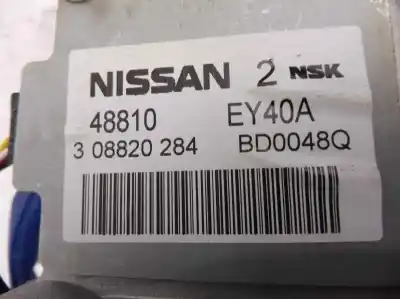 NISSAN 2 NSK
48810 EY40A
3 08820 284 BD0048Q